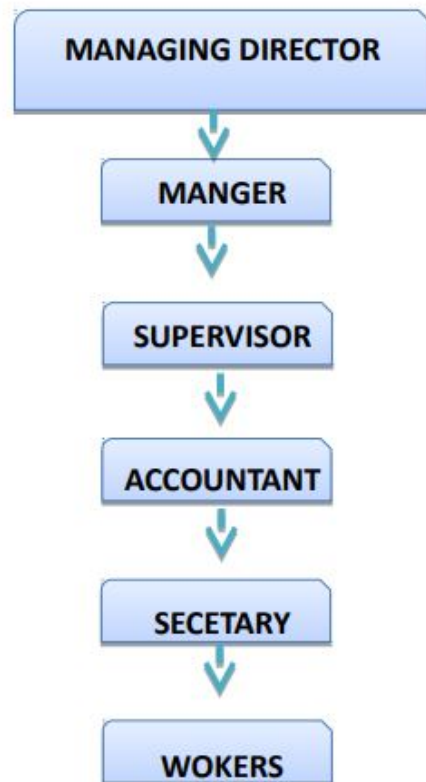 MANAGING DIRECTOR
MANGER
SUPERVISOR
ACCOUNTANT
SECETARY
WOKERS